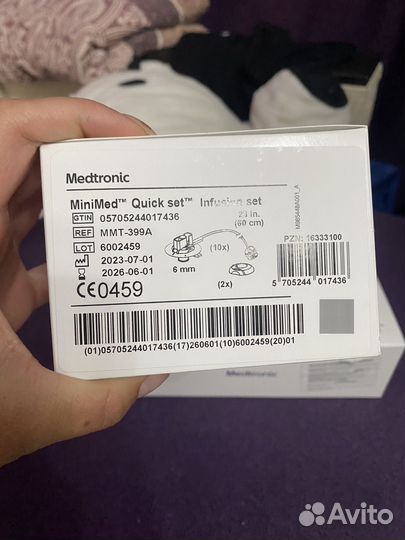 Medtronic
MiniMed™ Quick set™ Infusion set
GTIN 05705244017436
REF MMT-399A
LOT 6002459
2023-07-01
2026-06-01
CE0459
23 in.
(60 cm)
(10x)
6 mm
(2x)
PZN: 16333100
5 705244 017436
M985448A001_A
(01)05705244017436(17)260601(10)6002459(20)01
Medtronic
Avito